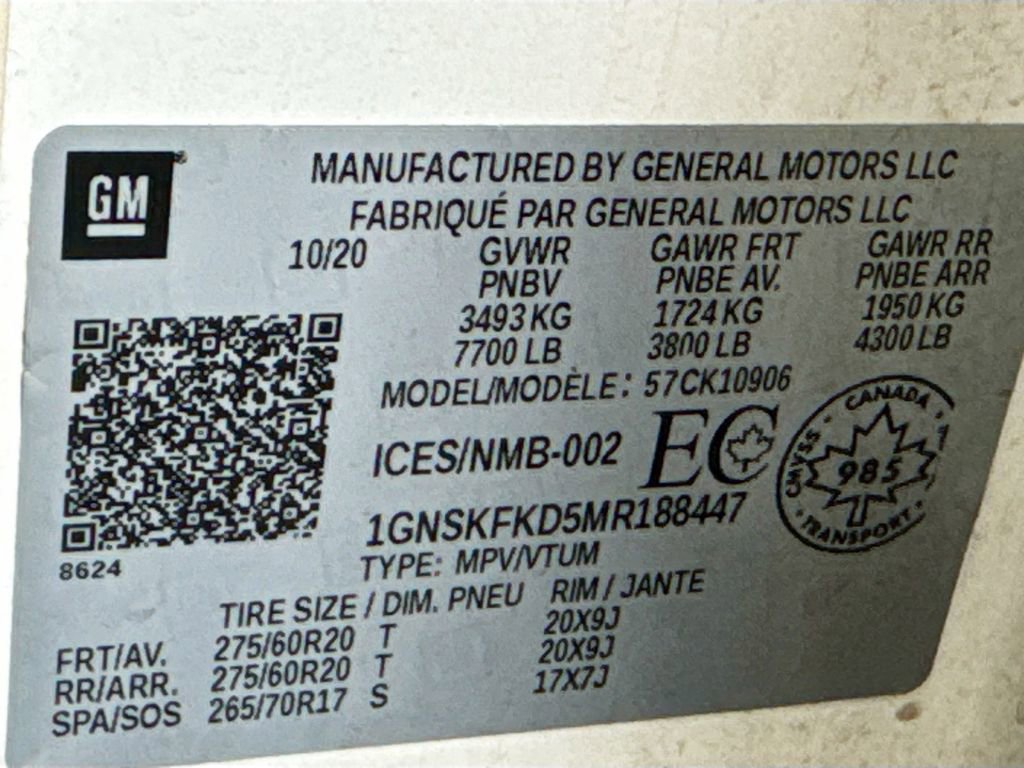 GM
MANUFACTURED BY GENERAL MOTORS LLC
FABRIQUÉ PAR GENERAL MOTORS LLC
10/20 GVWR GAWR FRT GAWR RR
PNBV PNBE AV. PNBE ARR
3493 KG 1724 KG 1950 KG
7700 LB 3800 LB 4300 LB
MODEL/MODÈLE: 57CK10906
ICES/NMB-002 EC
CANADA
CMVSS 985
TRANSPORT
1GNSKFKD5MR188447
8624
TYPE: MPV/VTUM
TIRE SIZE / DIM. PNEU RIM / JANTE
FRT/AV. 275/60R20 T 20X9J
RR/ARR. 275/60R20 T 20X9J
SPA/SOS 265/70R17 S 17X7J